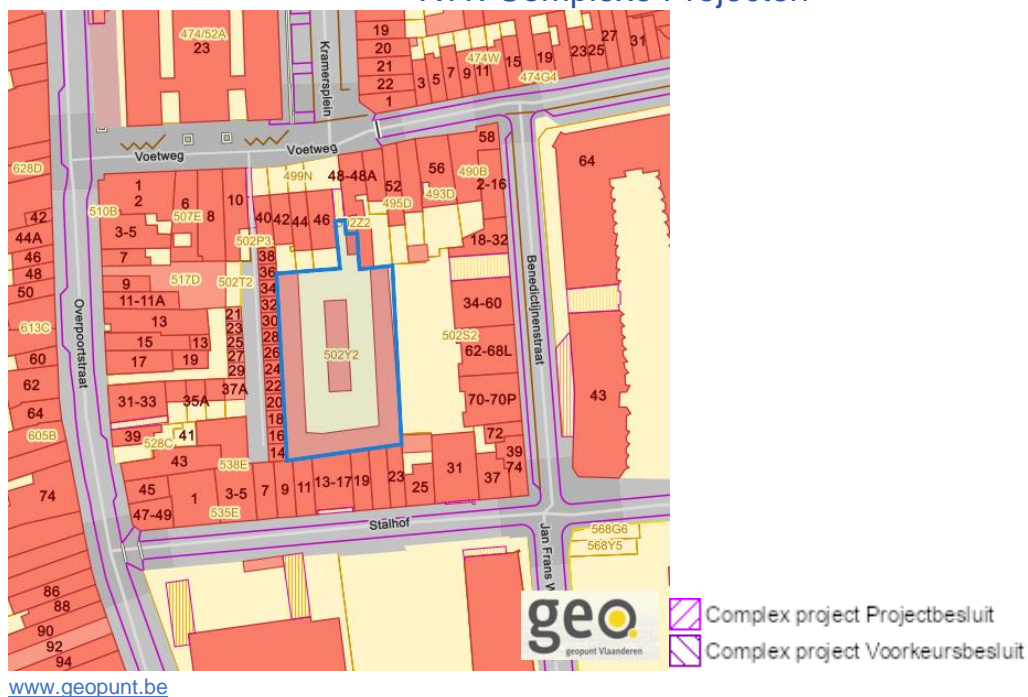 474/52A
23
Kramersplein
19
20
21
22
1
3 5 7 9 11 15 19 2325 27 31
474W
474G4
Voetweg
Voetweg
628D
1
2
6
8
10
510B
507E
499N
48-48A
52
56
58
490B
2-16
64
495D
493D
42
44A
46
48
50
3-5
7
40 42 44 46
502Z2
502P3
18-32
9
11-11A
517D
502T2
38
36
34
32
30
28
26
24
22
20
18
16
14
613C
Overpoortstraat
13
15
13
17
19
21
23
25
27
29
502Y2
502S2
34-60
62-68L
70-70P
Benedictijnenstraat
43
60
62
64
605B
31-33
35A
37A
39
41
528C
43
538E
72
39
74
74
45
47-49
1
3-5
535E
7 9 11 13-17 19 23
25
31
37
Stalhof
Jan Frans W
568G6
568Y5
86
88
90
92
94
geo
geopunt Vlaanderen
Complex project Projectbesluit
Complex project Voorkeursbesluit
www.geopunt.be